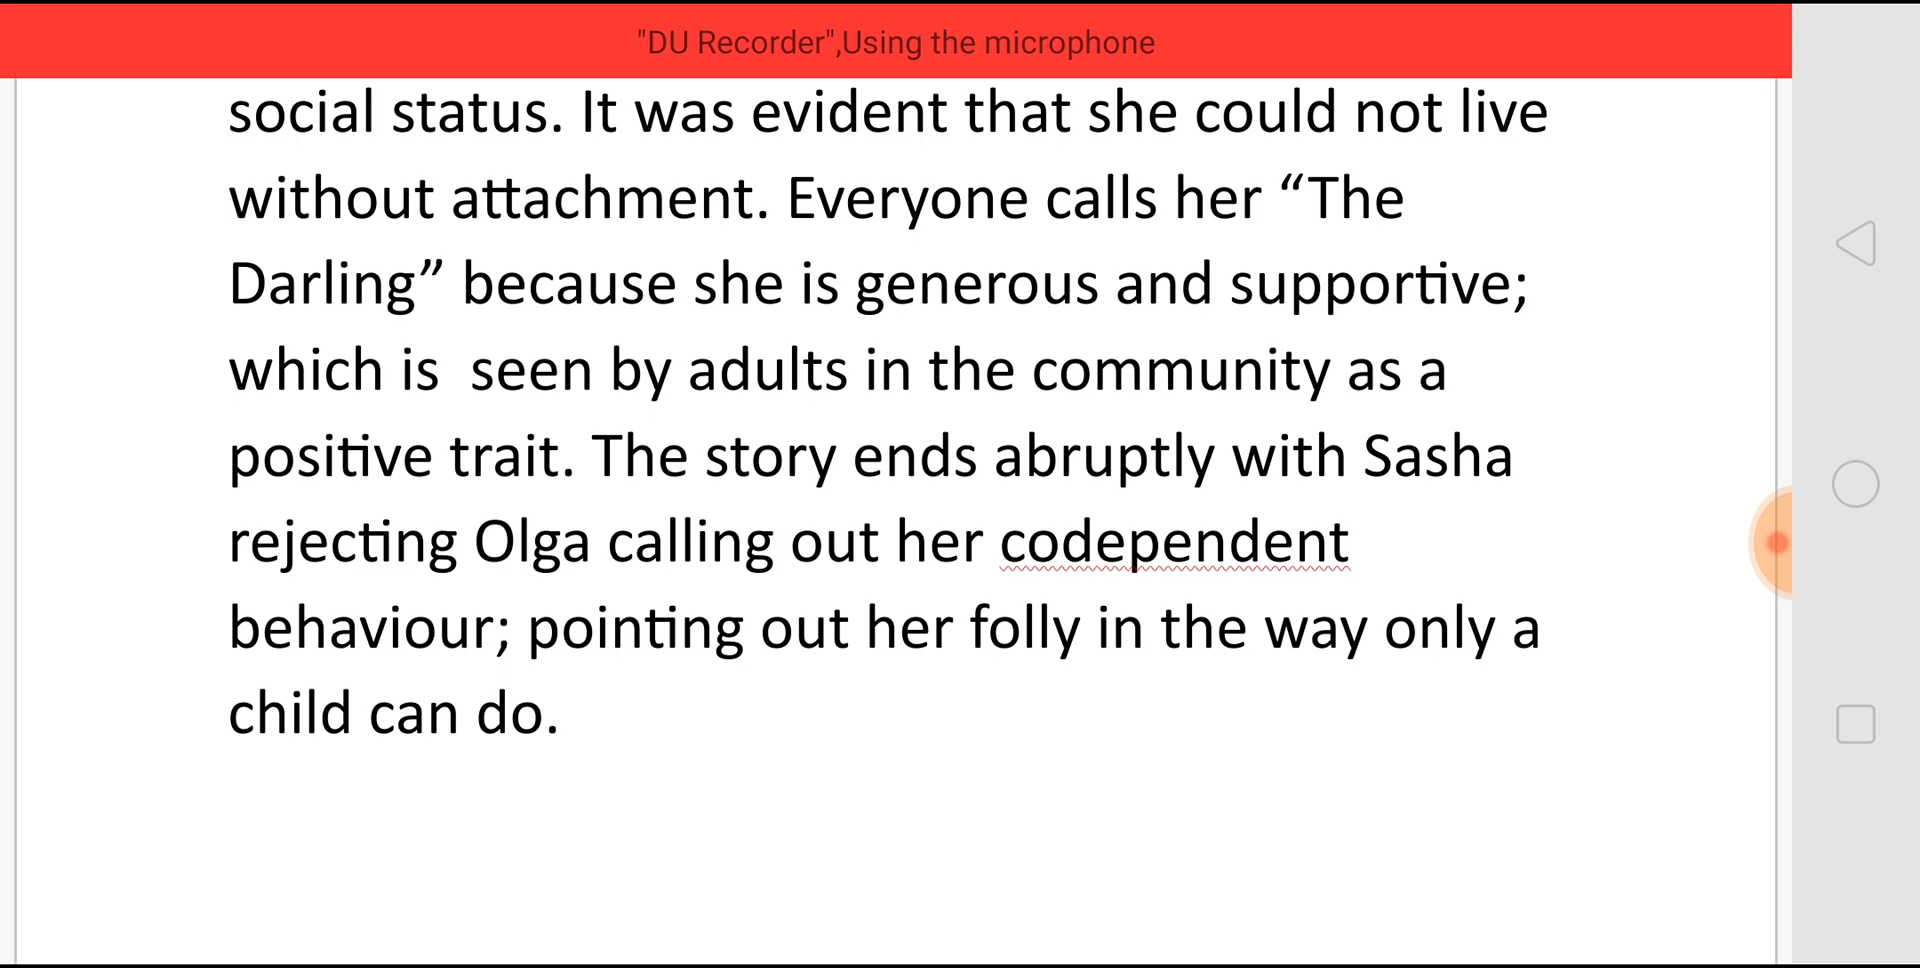 "DU Recorder",Using the microphone
social status. It was evident that she could not live
without attachment. Everyone calls her “The
Darling” because she is generous and supportive;
which is  seen by adults in the community as a
positive trait. The story ends abruptly with Sasha
rejecting Olga calling out her codependent
behaviour; pointing out her folly in the way only a
child can do.